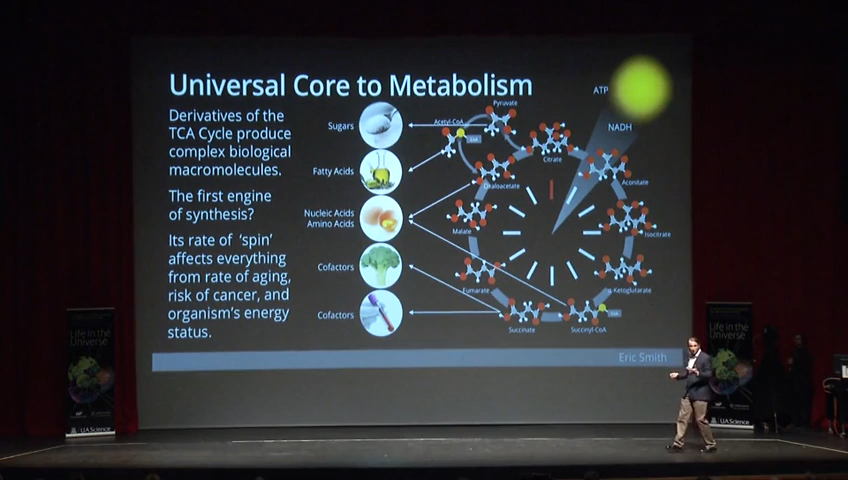 Universal Core to Metabolism
Derivatives of the
TCA Cycle produce
complex biological
macromolecules.
The first engine
of synthesis?
Its rate of 'spin'
affects everything
from rate of aging,
risk of cancer, and
organism's energy
status.
Sugars
Fatty Acids
Nucleic Acids
Amino Acids
Cofactors
Cofactors
ATP
NADH
Pyruvate
Acetyl-CoA
Citrate
Aconitate
Isocitrate
α Ketoglutarate
Succinyl-CoA
Succinate
Fumarate
Malate
Oxaloacetate
Eric Smith
Life in the
Universe
UA Science
Life in the
Universe